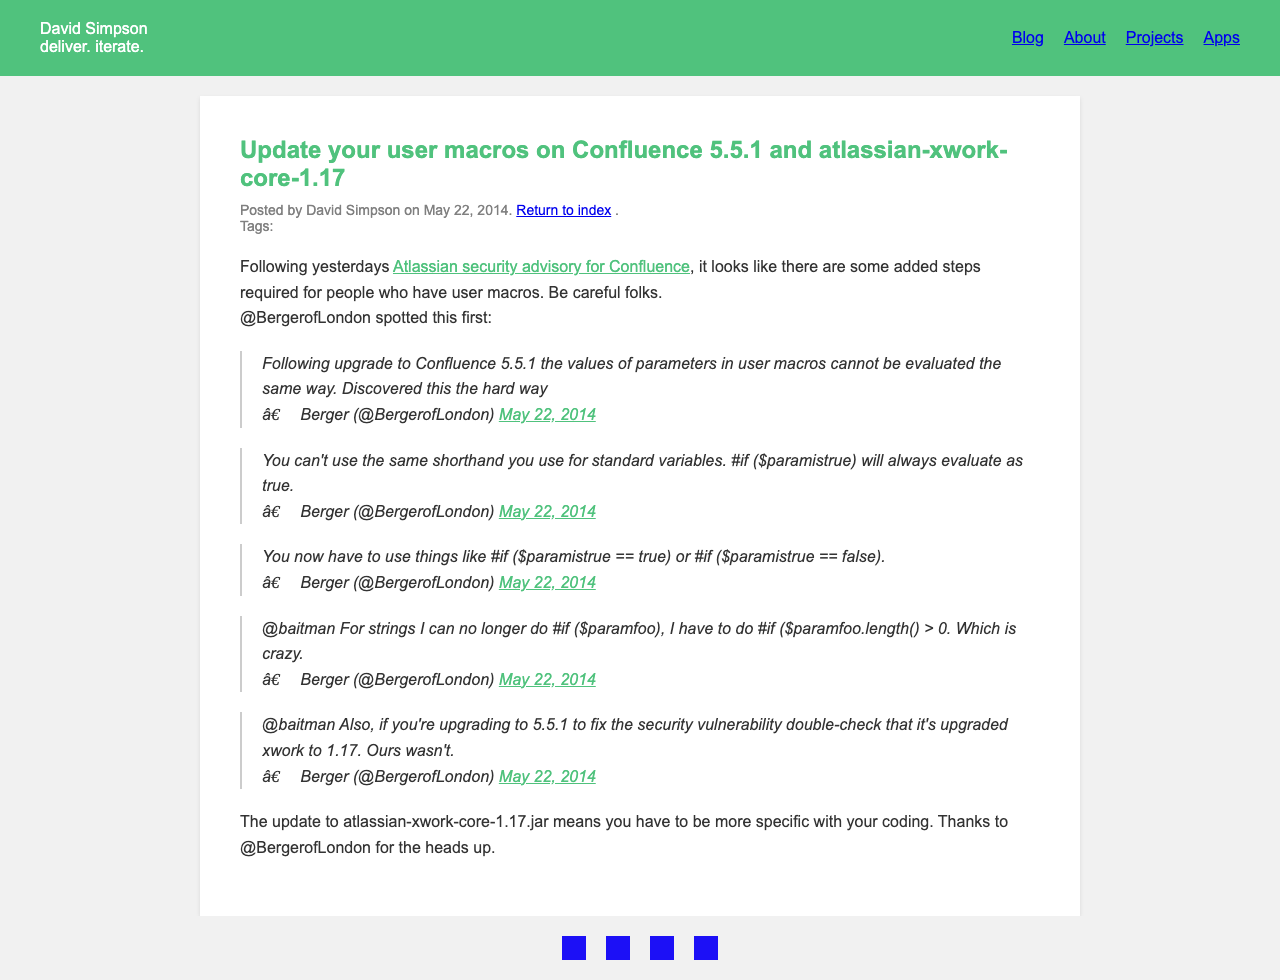 David Simpson
deliver. iterate.
Blog About Projects Apps
Update your user macros on Confluence 5.5.1 and atlassian-xwork-
core-1.17
Posted by David Simpson on May 22, 2014. Return to index .
Tags:
Following yesterdays Atlassian security advisory for Confluence, it looks like there are some added steps
required for people who have user macros. Be careful folks.
@BergerofLondon spotted this first:
Following upgrade to Confluence 5.5.1 the values of parameters in user macros cannot be evaluated the
same way. Discovered this the hard way
â€ Berger (@BergerofLondon) May 22, 2014
You can't use the same shorthand you use for standard variables. #if ($paramistrue) will always evaluate as
true.
â€ Berger (@BergerofLondon) May 22, 2014
You now have to use things like #if ($paramistrue == true) or #if ($paramistrue == false).
â€ Berger (@BergerofLondon) May 22, 2014
@baitman For strings I can no longer do #if ($paramfoo), I have to do #if ($paramfoo.length() > 0. Which is
crazy.
â€ Berger (@BergerofLondon) May 22, 2014
@baitman Also, if you're upgrading to 5.5.1 to fix the security vulnerability double-check that it's upgraded
xwork to 1.17. Ours wasn't.
â€ Berger (@BergerofLondon) May 22, 2014
The update to atlassian-xwork-core-1.17.jar means you have to be more specific with your coding. Thanks to
@BergerofLondon for the heads up.